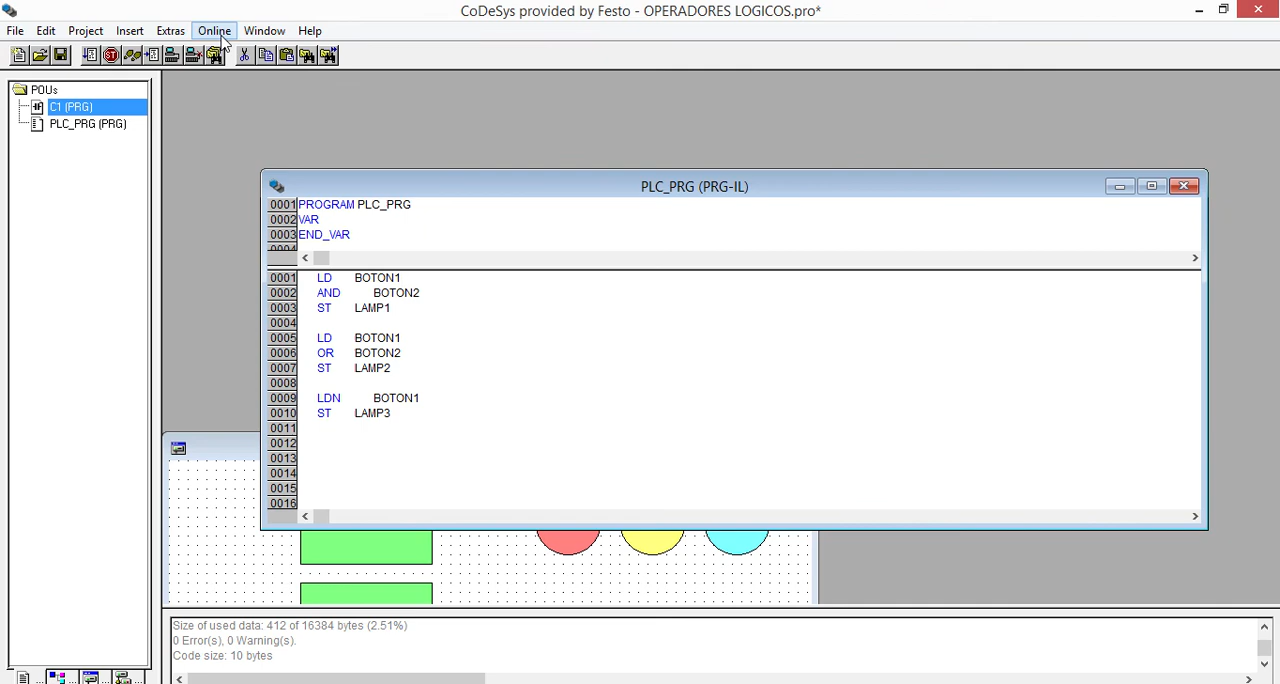 CoDeSys provided by Festo - OPERADORES LOGICOS.pro*
File Edit Project Insert Extras Online Window Help
POUs
C1 (PRG)
PLC_PRG (PRG)
PLC_PRG (PRG-IL)
0001 PROGRAM PLC_PRG
0002 VAR
0003 END_VAR
0004
0001 LD BOTON1
0002 AND BOTON2
0003 ST LAMP1
0004
0005 LD BOTON1
0006 OR BOTON2
0007 ST LAMP2
0008
0009 LDN BOTON1
0010 ST LAMP3
0011
0012
0013
0014
0015
0016
Size of used data: 412 of 16384 bytes (2.51%)
0 Error(s), 0 Warning(s).
Code size: 10 bytes